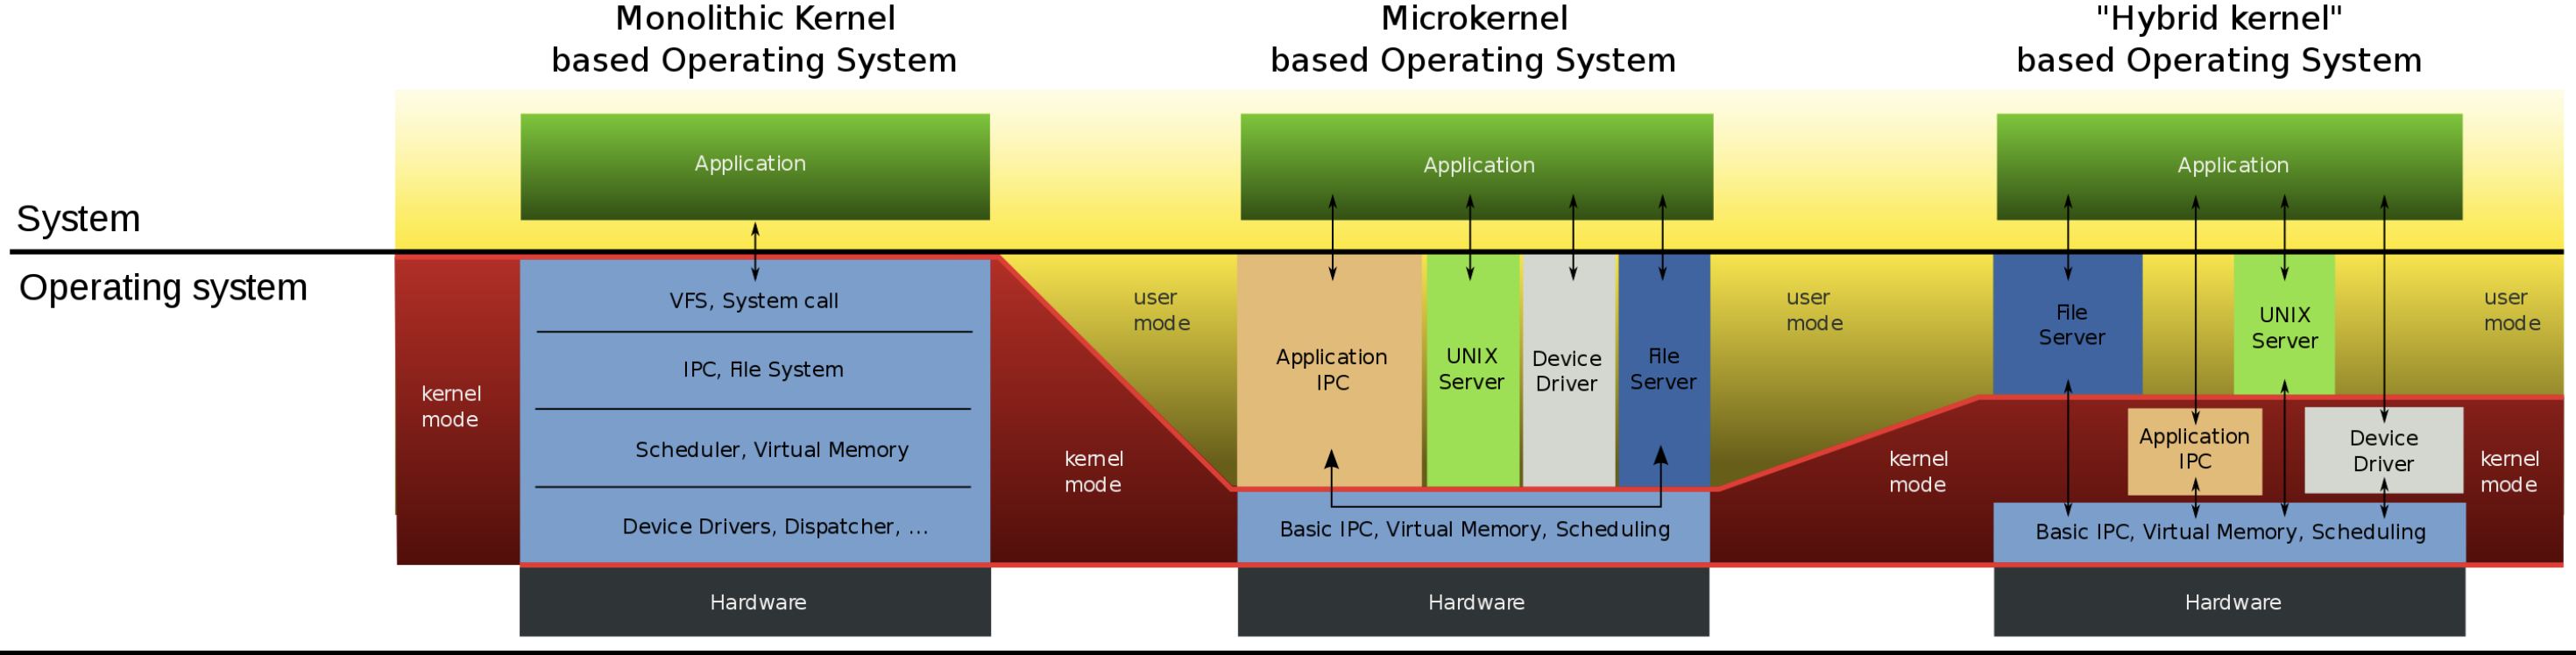 Monolithic Kernel
based Operating System
Microkernel
based Operating System
"Hybrid kernel"
based Operating System
System
Operating system
kernel
mode
Application
VFS, System call
IPC, File System
Scheduler, Virtual Memory
Device Drivers, Dispatcher, ...
Hardware
kernel
mode
user
mode
Application
Application
IPC
UNIX
Server
Device
Driver
File
Server
Basic IPC, Virtual Memory, Scheduling
Hardware
user
mode
kernel
mode
Application
File
Server
UNIX
Server
Application
IPC
Device
Driver
Basic IPC, Virtual Memory, Scheduling
Hardware
user
mode
kernel
mode